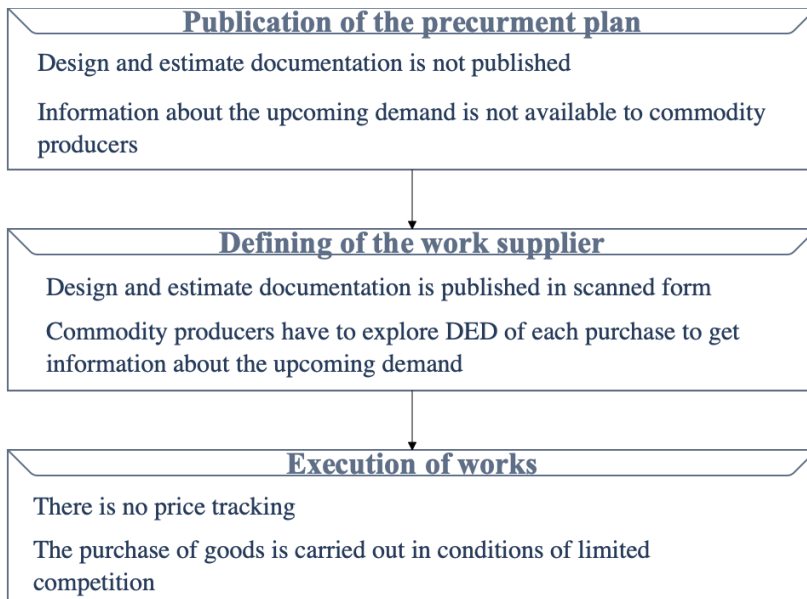 Publication of the precurment plan
Design and estimate documentation is not published
Information about the upcoming demand is not available to commodity
producers
Defining of the work supplier
Design and estimate documentation is published in scanned form
Commodity producers have to explore DED of each purchase to get
information about the upcoming demand
Execution of works
There is no price tracking
The purchase of goods is carried out in conditions of limited
competition